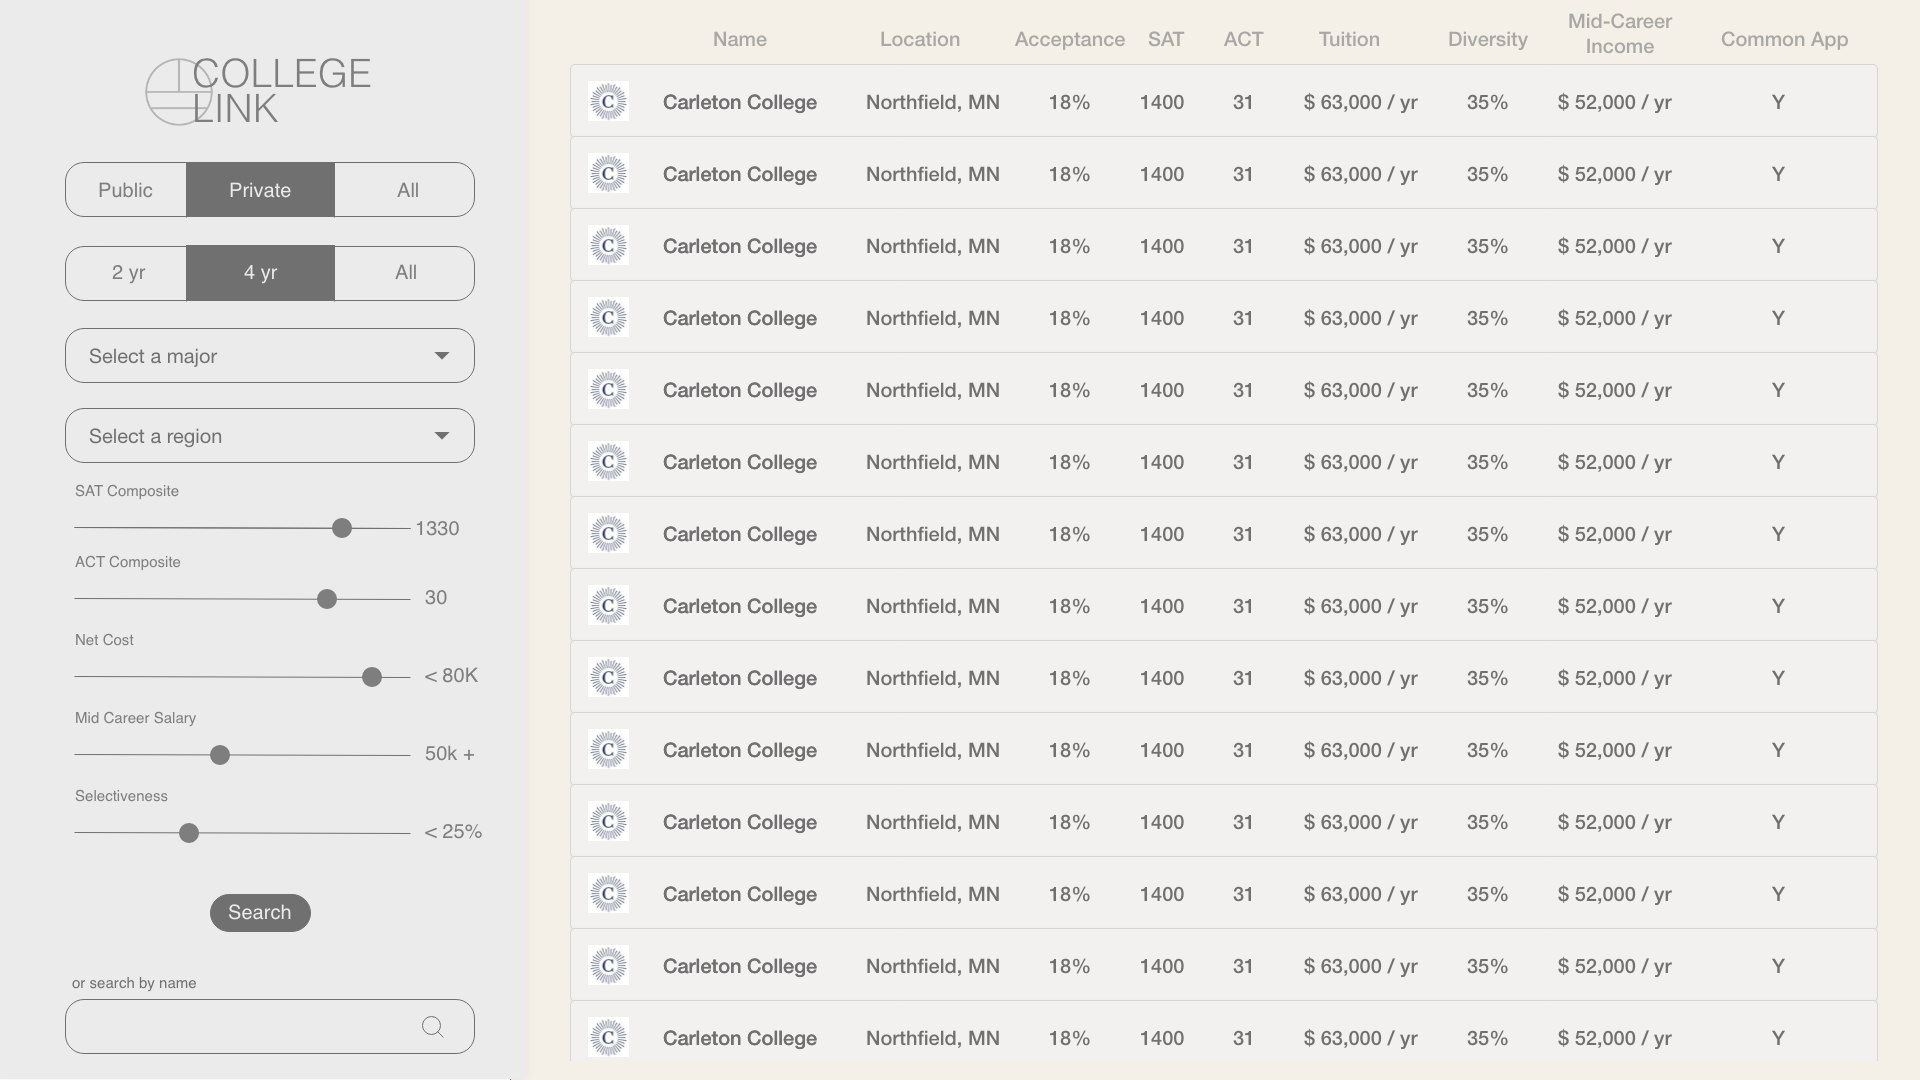 COLLEGE
LINK
Public Private All
2 yr 4 yr All
Select a major
Select a region
SAT Composite
1330
ACT Composite
30
Net Cost
< 80K
Mid Career Salary
50k +
Selectiveness
< 25%
Search
or search by name
Name Location Acceptance SAT ACT Tuition Diversity Mid-Career Income Common App
C Carleton College Northfield, MN 18% 1400 31 $ 63,000 / yr 35% $ 52,000 / yr Y
C Carleton College Northfield, MN 18% 1400 31 $ 63,000 / yr 35% $ 52,000 / yr Y
C Carleton College Northfield, MN 18% 1400 31 $ 63,000 / yr 35% $ 52,000 / yr Y
C Carleton College Northfield, MN 18% 1400 31 $ 63,000 / yr 35% $ 52,000 / yr Y
C Carleton College Northfield, MN 18% 1400 31 $ 63,000 / yr 35% $ 52,000 / yr Y
C Carleton College Northfield, MN 18% 1400 31 $ 63,000 / yr 35% $ 52,000 / yr Y
C Carleton College Northfield, MN 18% 1400 31 $ 63,000 / yr 35% $ 52,000 / yr Y
C Carleton College Northfield, MN 18% 1400 31 $ 63,000 / yr 35% $ 52,000 / yr Y
C Carleton College Northfield, MN 18% 1400 31 $ 63,000 / yr 35% $ 52,000 / yr Y
C Carleton College Northfield, MN 18% 1400 31 $ 63,000 / yr 35% $ 52,000 / yr Y
C Carleton College Northfield, MN 18% 1400 31 $ 63,000 / yr 35% $ 52,000 / yr Y
C Carleton College Northfield, MN 18% 1400 31 $ 63,000 / yr 35% $ 52,000 / yr Y
C Carleton College Northfield, MN 18% 1400 31 $ 63,000 / yr 35% $ 52,000 / yr Y
C Carleton College Northfield, MN 18% 1400 31 $ 63,000 / yr 35% $ 52,000 / yr Y